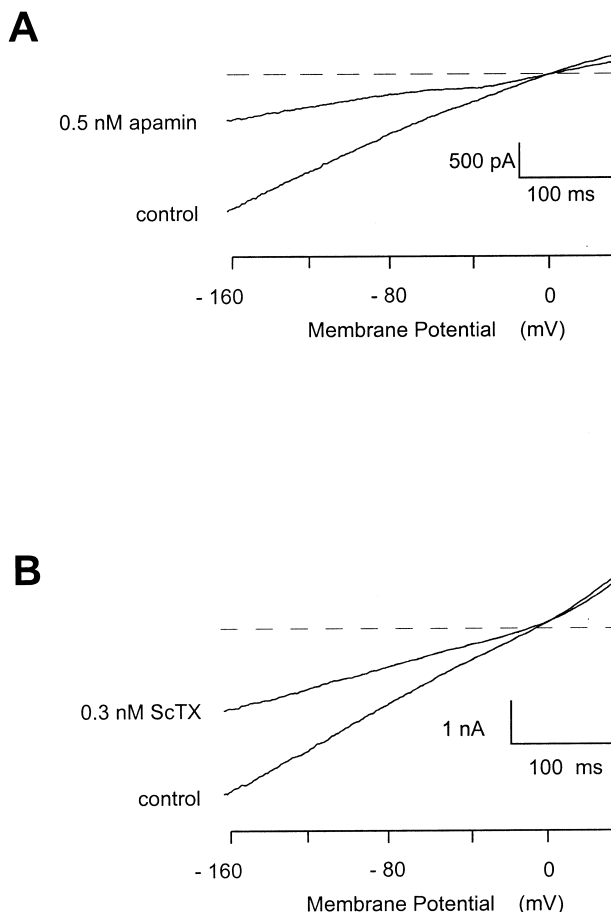 A
0.5 nM apamin
500 pA
100 ms
control
- 160 - 80 0
Membrane Potential (mV)
B
0.3 nM ScTX
1 nA
100 ms
control
- 160 - 80 0
Membrane Potential (mV)